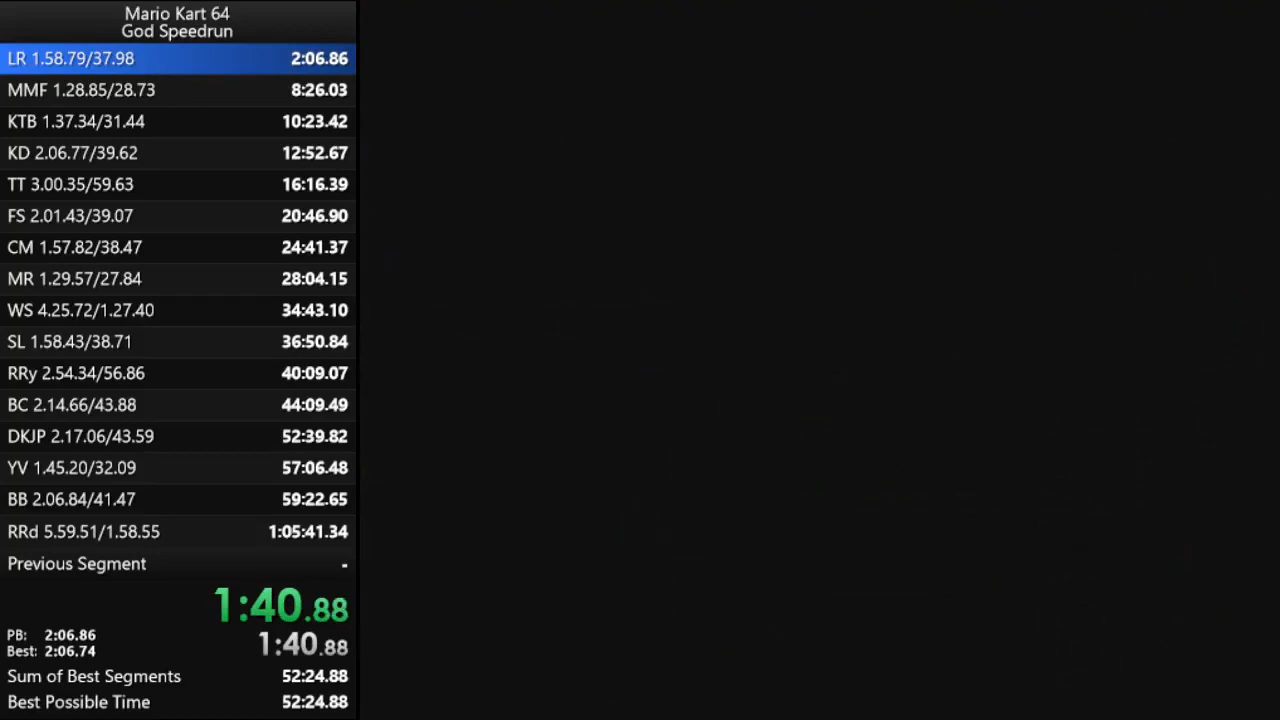 Mario Kart 64
God Speedrun
LR 1.58.79/37.98 2:06.86
MMF 1.28.85/28.73 8:26.03
KTB 1.37.34/31.44 10:23.42
KD 2.06.77/39.62 12:52.67
TT 3.00.35/59.63 16:16.39
FS 2.01.43/39.07 20:46.90
CM 1.57.82/38.47 24:41.37
MR 1.29.57/27.84 28:04.15
WS 4.25.72/1.27.40 34:43.10
SL 1.58.43/38.71 36:50.84
RRy 2.54.34/56.86 40:09.07
BC 2.14.66/43.88 44:09.49
DKJP 2.17.06/43.59 52:39.82
YV 1.45.20/32.09 57:06.48
BB 2.06.84/41.47 59:22.65
RRd 5.59.51/1.58.55 1:05:41.34
Previous Segment -
1:40.88
PB: 2:06.86
Best: 2:06.74 1:40.88
Sum of Best Segments 52:24.88
Best Possible Time 52:24.88